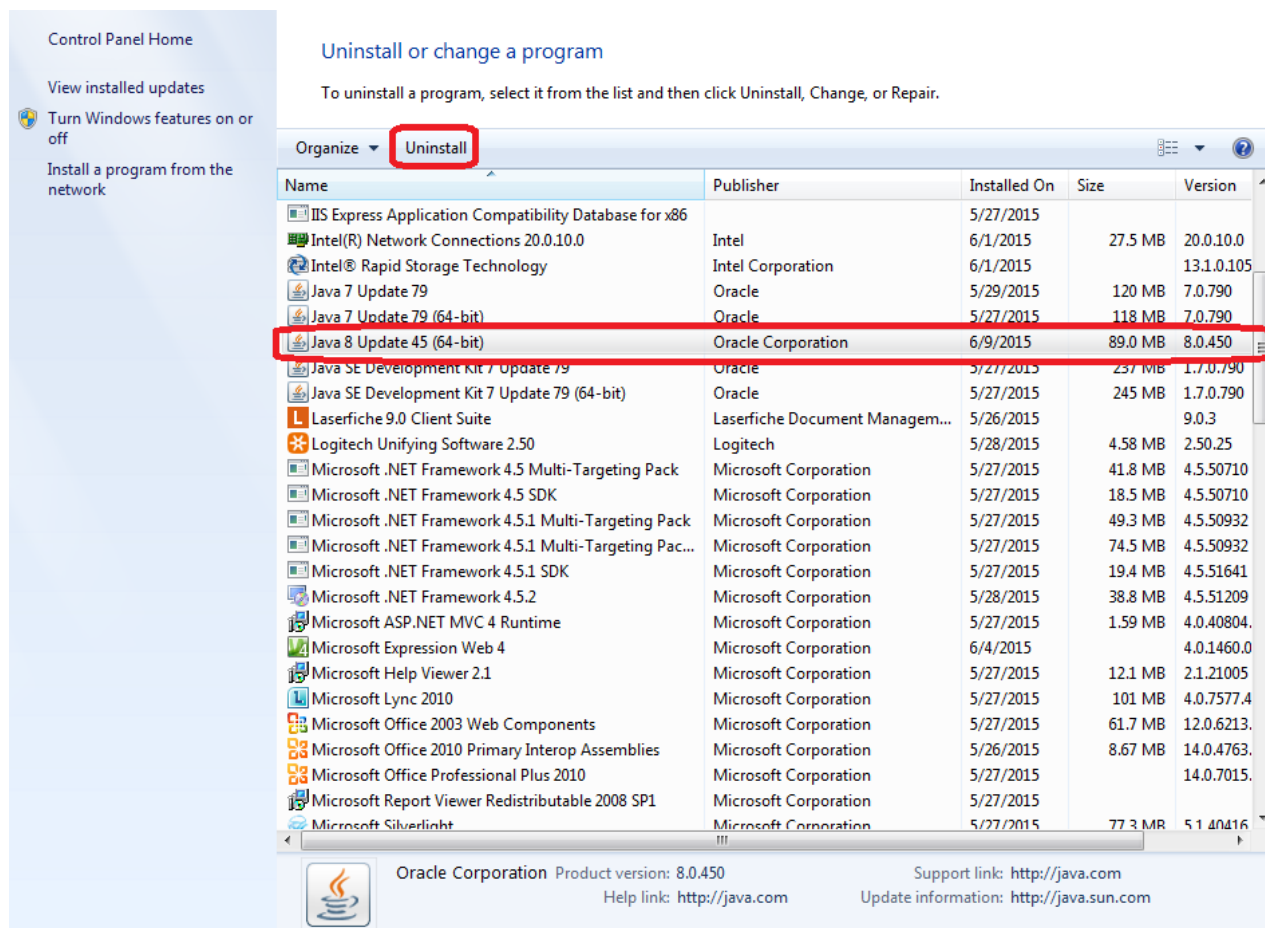 Control Panel Home
View installed updates
Turn Windows features on or
off
Install a program from the
network
Uninstall or change a program
To uninstall a program, select it from the list and then click Uninstall, Change, or Repair.
Organize Uninstall
Name Publisher Installed On Size Version
IIS Express Application Compatibility Database for x86 5/27/2015
Intel(R) Network Connections 20.0.10.0 Intel 6/1/2015 27.5 MB 20.0.10.0
Intel® Rapid Storage Technology Intel Corporation 6/1/2015 13.1.0.105
Java 7 Update 79 Oracle 5/29/2015 120 MB 7.0.790
Java 7 Update 79 (64-bit) Oracle 5/27/2015 118 MB 7.0.790
Java 8 Update 45 (64-bit) Oracle Corporation 6/9/2015 89.0 MB 8.0.450
Java SE Development Kit 7 Update 79 Oracle 5/27/2015 237 MB 1.7.0.790
Java SE Development Kit 7 Update 79 (64-bit) Oracle 5/27/2015 245 MB 1.7.0.790
Laserfiche 9.0 Client Suite Laserfiche Document Managem... 5/26/2015 9.0.3
Logitech Unifying Software 2.50 Logitech 5/28/2015 4.58 MB 2.50.25
Microsoft .NET Framework 4.5 Multi-Targeting Pack Microsoft Corporation 5/27/2015 41.8 MB 4.5.50710
Microsoft .NET Framework 4.5 SDK Microsoft Corporation 5/27/2015 18.5 MB 4.5.50710
Microsoft .NET Framework 4.5.1 Multi-Targeting Pack Microsoft Corporation 5/27/2015 49.3 MB 4.5.50932
Microsoft .NET Framework 4.5.1 Multi-Targeting Pac... Microsoft Corporation 5/27/2015 74.5 MB 4.5.50932
Microsoft .NET Framework 4.5.1 SDK Microsoft Corporation 5/27/2015 19.4 MB 4.5.51641
Microsoft .NET Framework 4.5.2 Microsoft Corporation 5/28/2015 38.8 MB 4.5.51209
Microsoft ASP.NET MVC 4 Runtime Microsoft Corporation 5/27/2015 1.59 MB 4.0.40804.
Microsoft Expression Web 4 Microsoft Corporation 6/4/2015 4.0.1460.0
Microsoft Help Viewer 2.1 Microsoft Corporation 5/27/2015 12.1 MB 2.1.21005
Microsoft Lync 2010 Microsoft Corporation 5/27/2015 101 MB 4.0.7577.4
Microsoft Office 2003 Web Components Microsoft Corporation 5/27/2015 61.7 MB 12.0.6213.
Microsoft Office 2010 Primary Interop Assemblies Microsoft Corporation 5/26/2015 8.67 MB 14.0.4763.
Microsoft Office Professional Plus 2010 Microsoft Corporation 5/27/2015 14.0.7015.
Microsoft Report Viewer Redistributable 2008 SP1 Microsoft Corporation 5/27/2015
Microsoft Silverlight Microsoft Corporation 5/27/2015 77.3 MB 5.1.40416
Oracle Corporation Product version: 8.0.450 Support link: http://java.com
Help link: http://java.com Update information: http://java.sun.com